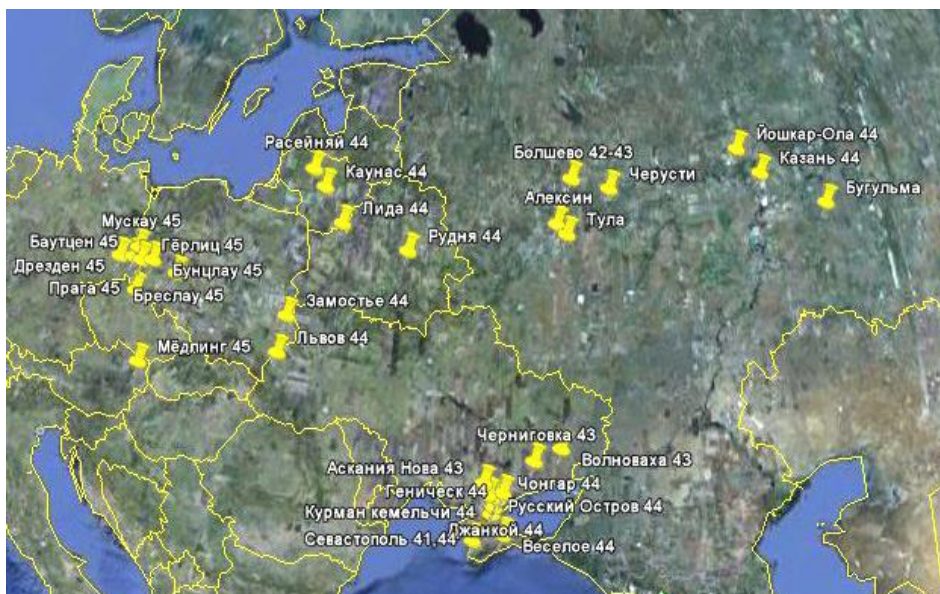 Расейняй 44
Каунас 44
Болшево 42-43
Черусти
Йошкар-Ола 44
Казань 44
Бугульма
Алексин
Тула
Лида 44
Рудня 44
Мускау 45
Баутцен 45
Гёрлиц 45
Дрезден 45
Бунцлау 45
Прага 45
Бреслау 45
Замостье 44
Львов 44
Мёдлинг 45
Черниговка 43
Волноваха 43
Аскания Нова 43
Чонгар 44
Геническ 44
Русский Остров 44
Курман кемельчи 44
Джанкой 44
Севастополь 41,44
Веселое 44